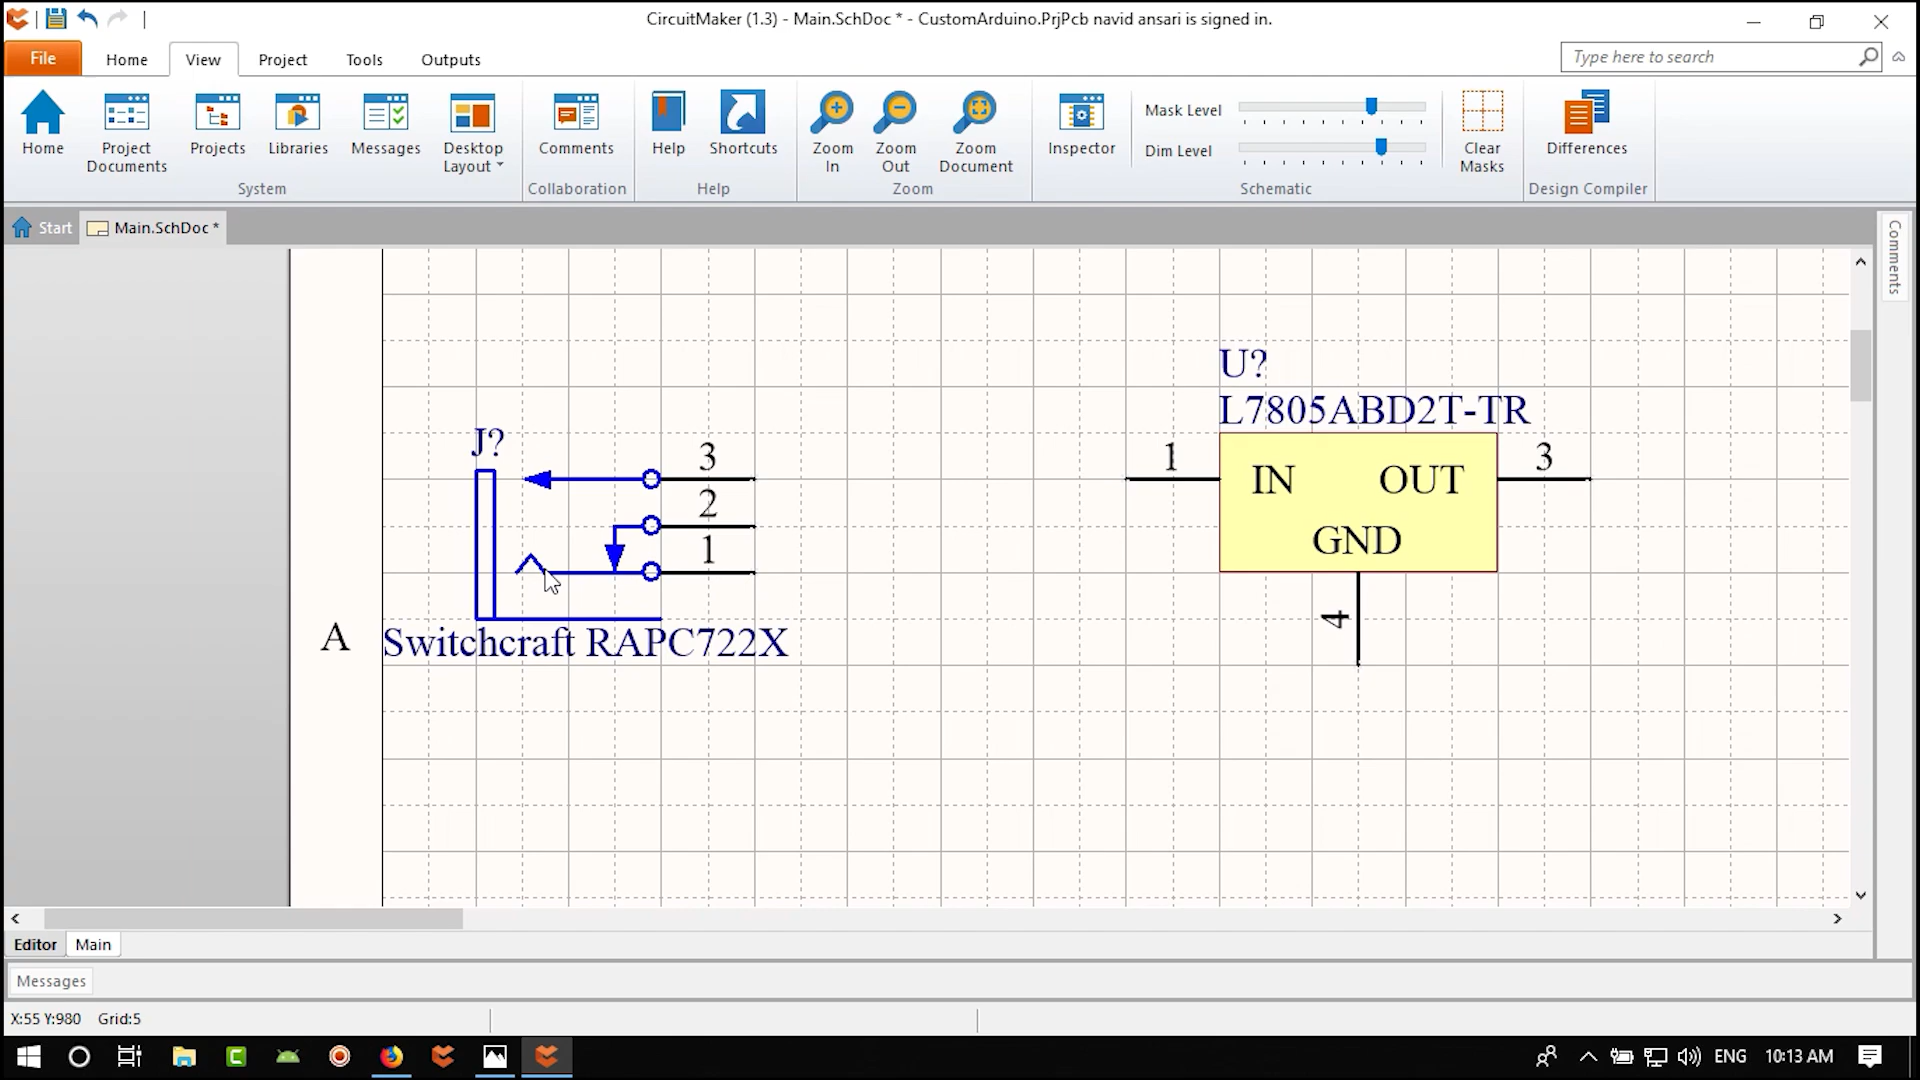 CircuitMaker (1.3) - Main.SchDoc * - CustomArduino.PrjPcb navid ansari is signed in.
File
Home
View
Project
Tools
Outputs
Type here to search
Home
Project
Documents
Projects
Libraries
Messages
Desktop
Layout
System
Comments
Collaboration
Help
Shortcuts
Help
Zoom
In
Zoom
Out
Zoom
Document
Zoom
Inspector
Mask Level
Dim Level
Clear
Masks
Schematic
Differences
Design Compiler
Start
Main.SchDoc *
Comments
J?
3
2
1
Switchcraft RAPC722X
A
U?
L7805ABD2T-TR
1
IN
OUT
3
GND
4
Editor
Main
Messages
X:55 Y:980
Grid:5
ENG
10:13 AM